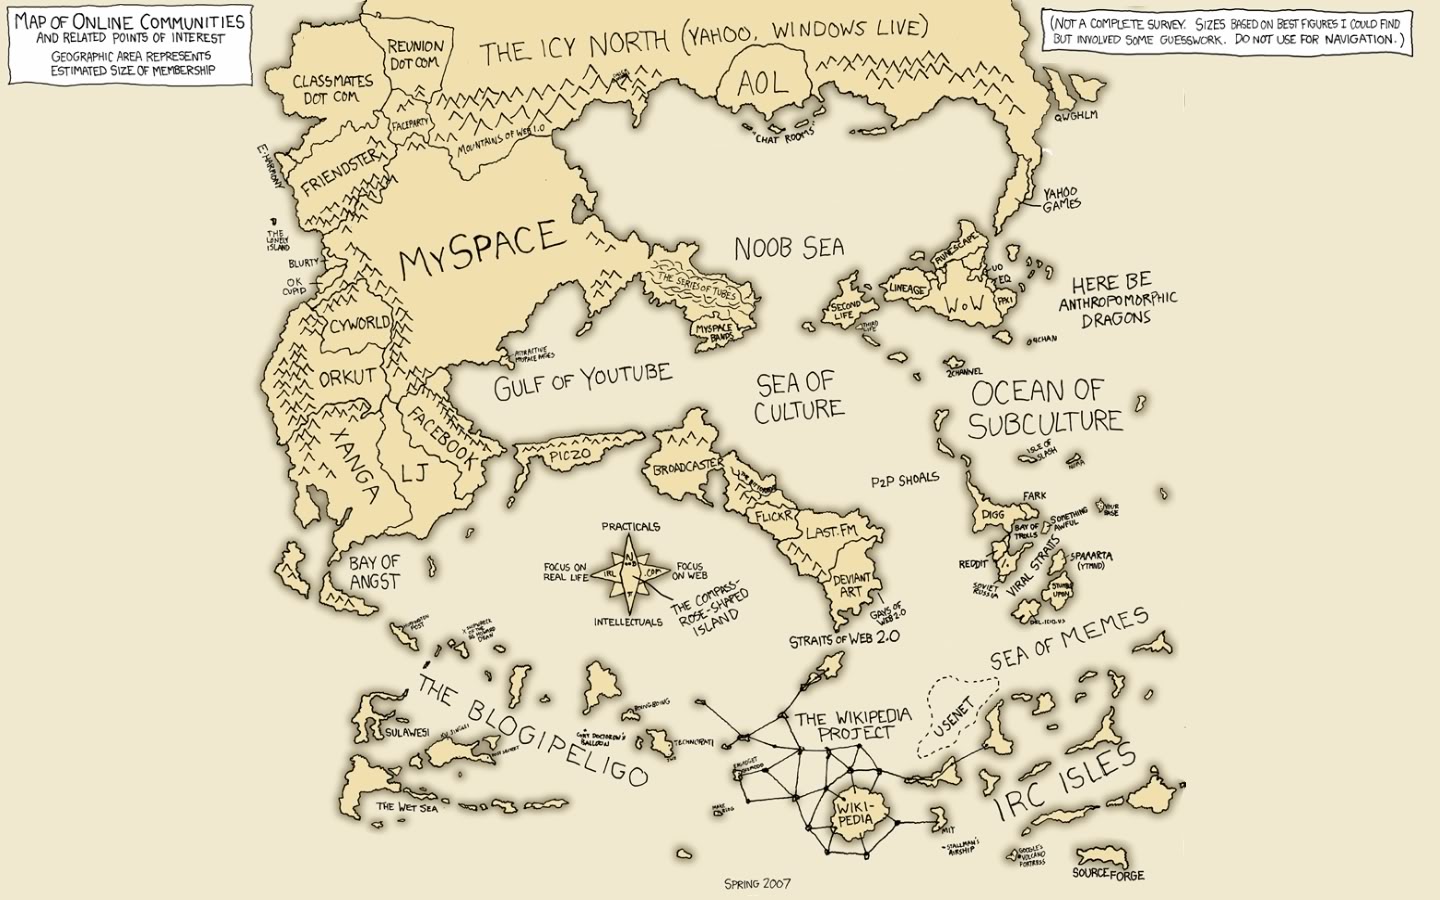 MAP OF ONLINE COMMUNITIES
AND RELATED POINTS OF INTEREST
GEOGRAPHIC AREA REPRESENTS
ESTIMATED SIZE OF MEMBERSHIP
(NOT A COMPLETE SURVEY. SIZES BASED ON BEST FIGURES I COULD FIND
BUT INVOLVED SOME GUESSWORK. DO NOT USE FOR NAVIGATION.)
THE ICY NORTH (YAHOO, WINDOWS LIVE)
REUNION
DOT COM
CLASSMATES
DOT COM
AOL
FACEPARTY
MOUNTAINS OF WEB 1.0
"CHAT ROOMS"
QWGHLM
E-HARMONY
FRIENDSTER
YAHOO
GAMES
THE
LONELY
ISLAND
MYSPACE
NOOB SEA
BLURTY
OK
CUPID
THE SERIES OF TUBES
RUNESCAPE
LINEAGE
UO
EQ
WoW
FFXI
SECOND
LIFE
THIRD
LIFE
HERE BE
ANTHROPOMORPHIC
DRAGONS
CYWORLD
MYSPACE
BANDS
4CHAN
ATTRACTIVE
MYSPACE PAGES
2CHANNEL
ORKUT
GULF OF YOUTUBE
SEA OF
CULTURE
OCEAN OF
SUBCULTURE
FACEBOOK
XANGA
LJ
PICZO
BROADCASTER
ISLE OF
SLASH
P2P SHOALS
FLICKR
LAST.FM
FARK
DIGG
BAY OF
TROLLS
SOMETHING
AWFUL
YOUR
BASE
PRACTICALS
N
IRL
.COM
FOCUS ON
REAL LIFE
FOCUS
ON WEB
INTELLECTUALS
THE COMPASS-
ROSE-SHAPED
ISLAND
BAY OF
ANGST
DEVIANT
ART
REDDIT
SOVIET
RUSSIA
VIRAL STRAITS
SPAAARTA
(YTMND)
STUMBLE
UPON
DEL.ICIO.US
GAYS OF
WEB 2.0
STRAITS OF WEB 2.0
SEA OF MEMES
THE BLOGIPELIGO
SULAWESI
BOINGBOING
CORY DOCTOROW'S
BALLOON
TECHNORATI
THE WET SEA
THE WIKIPEDIA
PROJECT
USENET
WIKI-
PEDIA
IRC ISLES
MIT
STALLMAN'S
AIRSHIP
GOOGLE'S
VOLCANO
FORTRESS
SOURCEFORGE
SPRING 2007